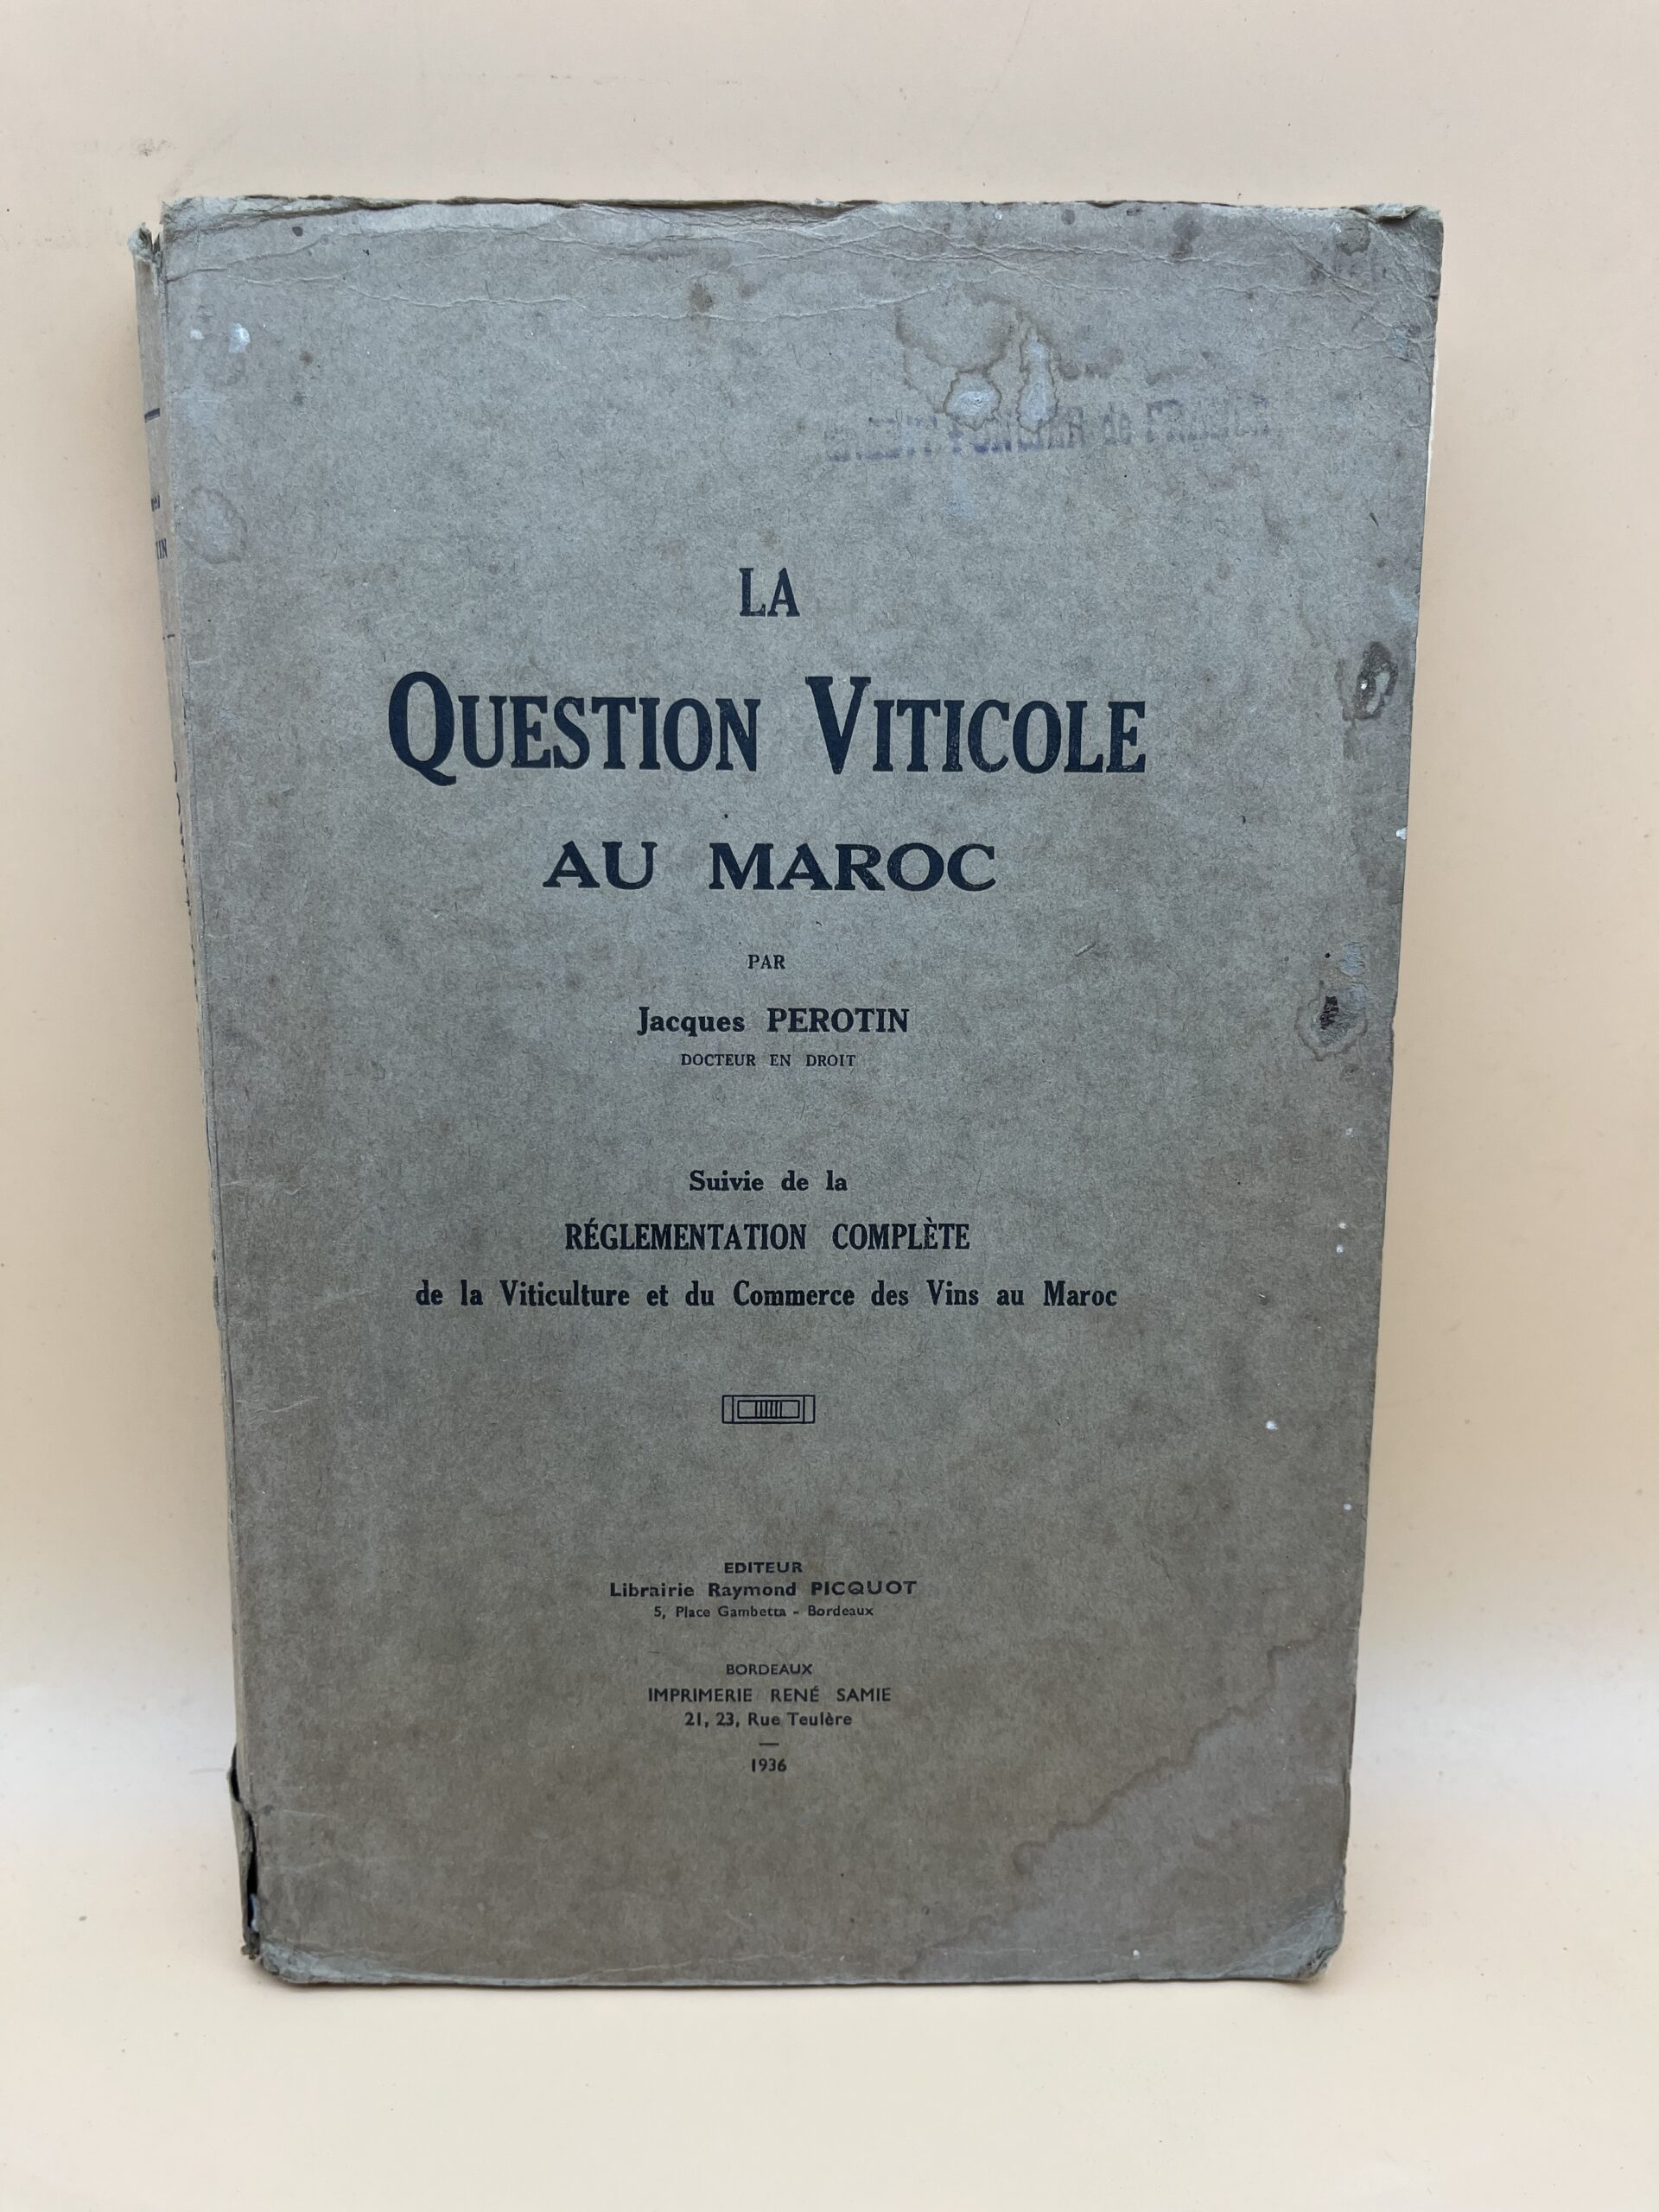 LA
QUESTION VITICOLE
AU MAROC
PAR
Jacques PEROTIN
DOCTEUR EN DROIT
Suivie de la
RÉGLEMENTATION COMPLÈTE
de la Viticulture et du Commerce des Vins au Maroc
EDITEUR
Librairie Raymond PICQUOT
5, Place Gambetta - Bordeaux
BORDEAUX
IMPRIMERIE RENÉ SAMIE
21, 23, Rue Teulère
1936